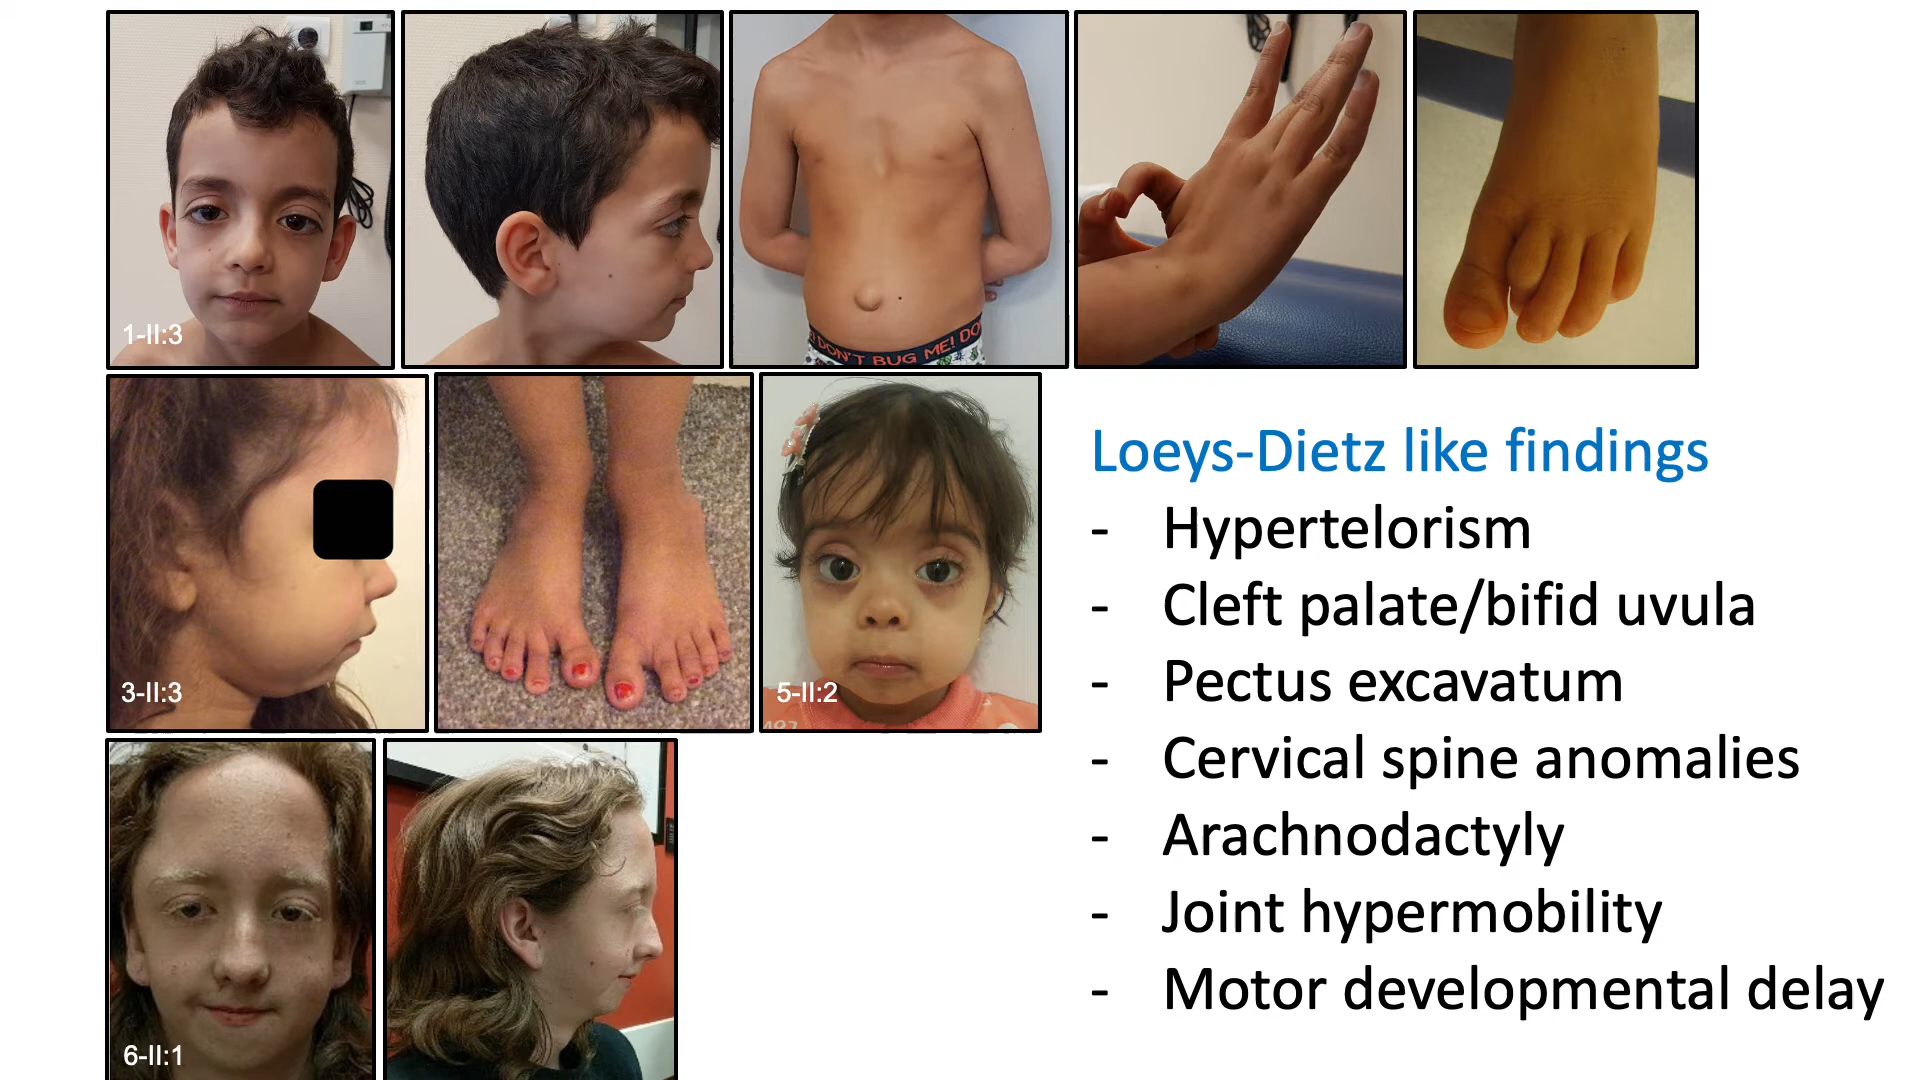 1-II:3
! DON'T BUG ME! DO
3-II:3
5-II:2
6-II:1
Loeys-Dietz like findings
- Hypertelorism
- Cleft palate/bifid uvula
- Pectus excavatum
- Cervical spine anomalies
- Arachnodactyly
- Joint hypermobility
- Motor developmental delay